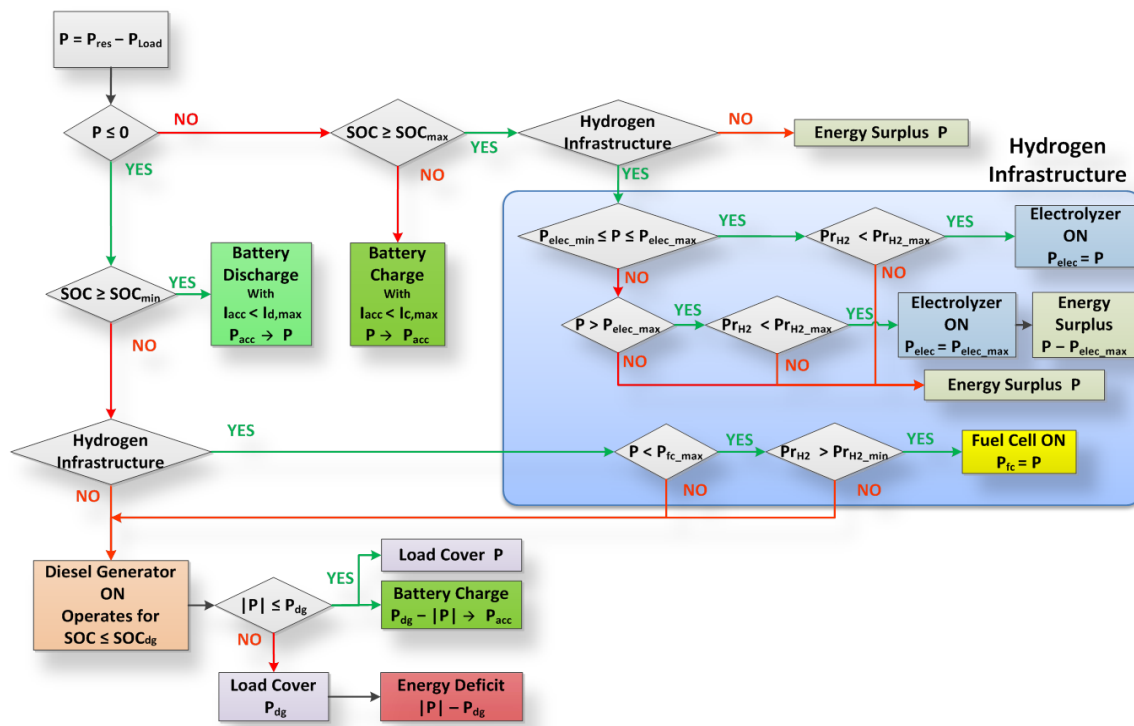 P = Pres – PLoad
P ≤ 0
NO
YES
SOC ≥ SOCmax
YES
NO
Hydrogen
Infrastructure
NO
YES
Energy Surplus P
Hydrogen
Infrastructure
Pelec_min ≤ P ≤ Pelec_max
YES
NO
PrH2 < PrH2_max
YES
NO
Electrolyzer
ON
Pelec = P
SOC ≥ SOCmin
YES
NO
Battery
Discharge
With
Iacc < Id,max
Pacc → P
Battery
Charge
With
Iacc < Ic,max
P → Pacc
P > Pelec_max
YES
NO
PrH2 < PrH2_max
YES
NO
Electrolyzer
ON
Pelec = Pelec_max
Energy
Surplus
P – Pelec_max
Energy Surplus P
Hydrogen
Infrastructure
YES
NO
P < Pfc_max
YES
NO
PrH2 > PrH2_min
YES
NO
Fuel Cell ON
Pfc = P
Diesel Generator
ON
Operates for
SOC ≤ SOCdg
|P| ≤ Pdg
YES
NO
Load Cover P
Battery Charge
Pdg – |P| → Pacc
Load Cover
Pdg
Energy Deficit
|P| – Pdg